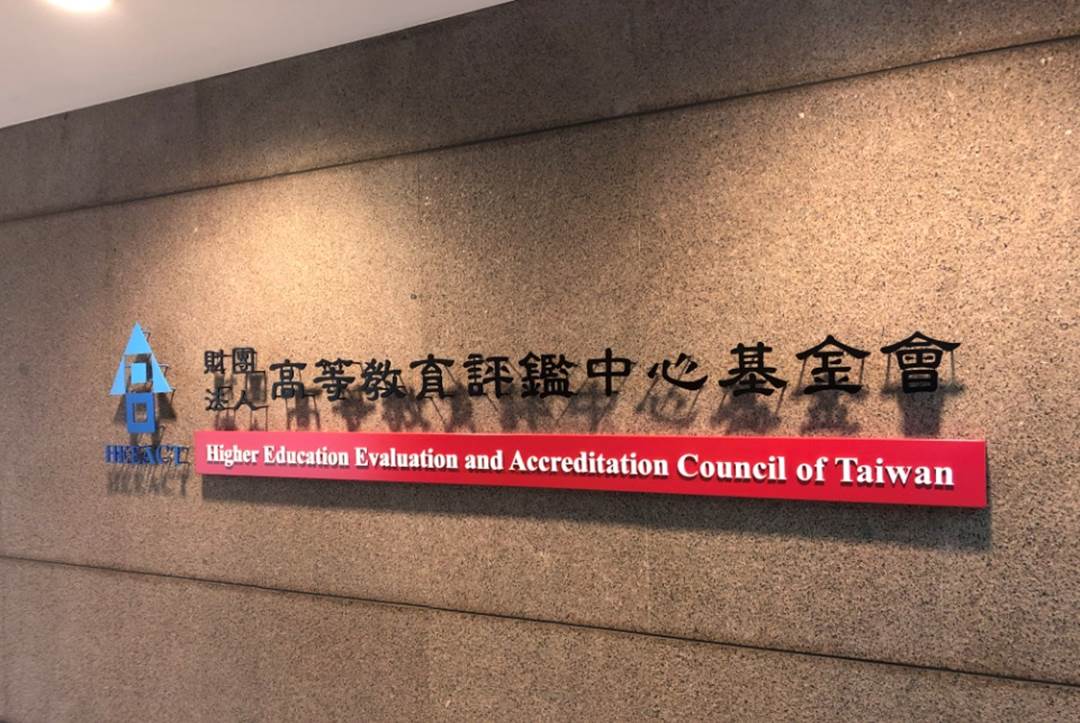 財團法人
高等教育評鑑中心基金會
HEEACT
Higher Education Evaluation and Accreditation Council of Taiwan